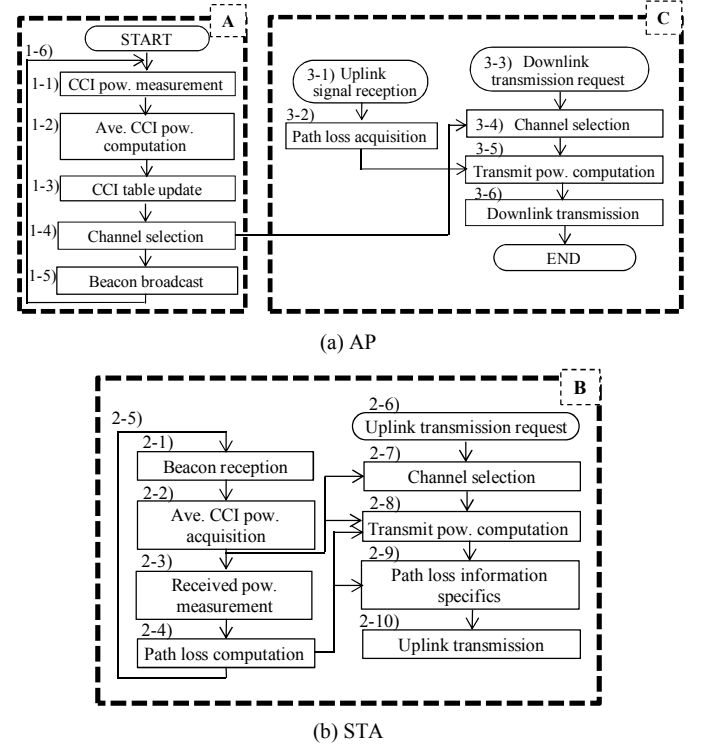 A
START
1-6)
1-1) CCI pow. measurement
1-2)
Ave. CCI pow.
computation
1-3)
CCI table update
1-4)
Channel selection
1-5)
Beacon broadcast
C
3-1) Uplink
signal reception
3-2)
Path loss acquisition
3-3) Downlink
transmission request
3-4) Channel selection
3-5)
Transmit pow. computation
3-6)
Downlink transmission
END
(a) AP
B
2-5)
2-1)
Beacon reception
2-2)
Ave. CCI pow.
acquisition
2-3)
Received pow.
measurement
2-4)
Path loss computation
2-6)
Uplink transmission request
2-7)
Channel selection
2-8)
Transmit pow. computation
2-9)
Path loss information
specifics
2-10)
Uplink transmission
(b) STA